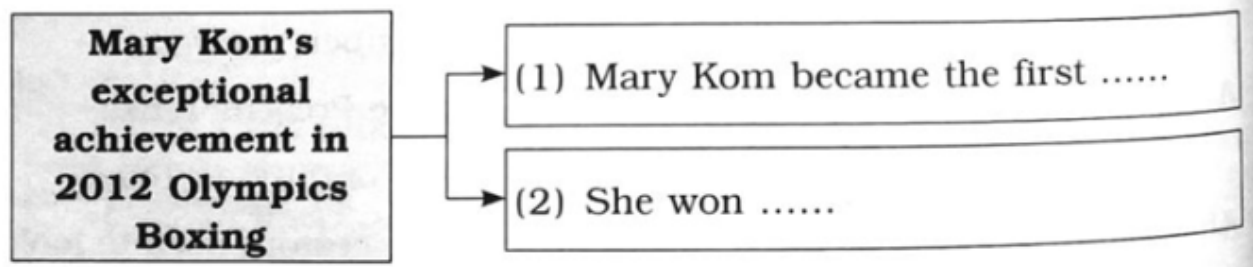 Mary Kom's
exceptional
achievement in
2012 Olympics
Boxing
(1) Mary Kom became the first ......
(2) She won ......